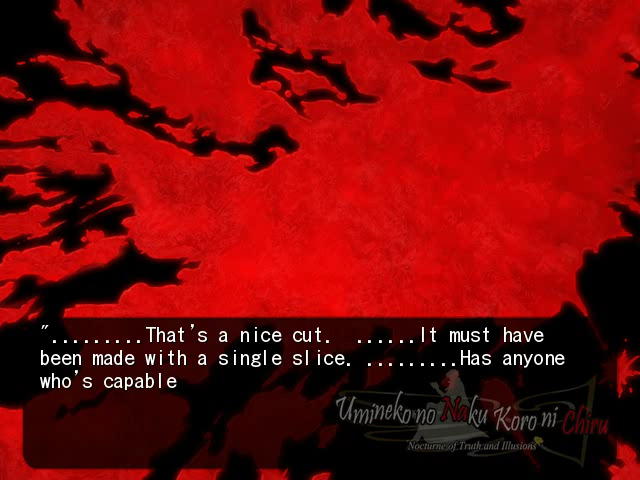 ".........That's a nice cut.  ......It must have
been made with a single slice. .........Has anyone
who's capable
Umineko no Naku Koro ni Chiru
Nocturne of Truth and Illusions